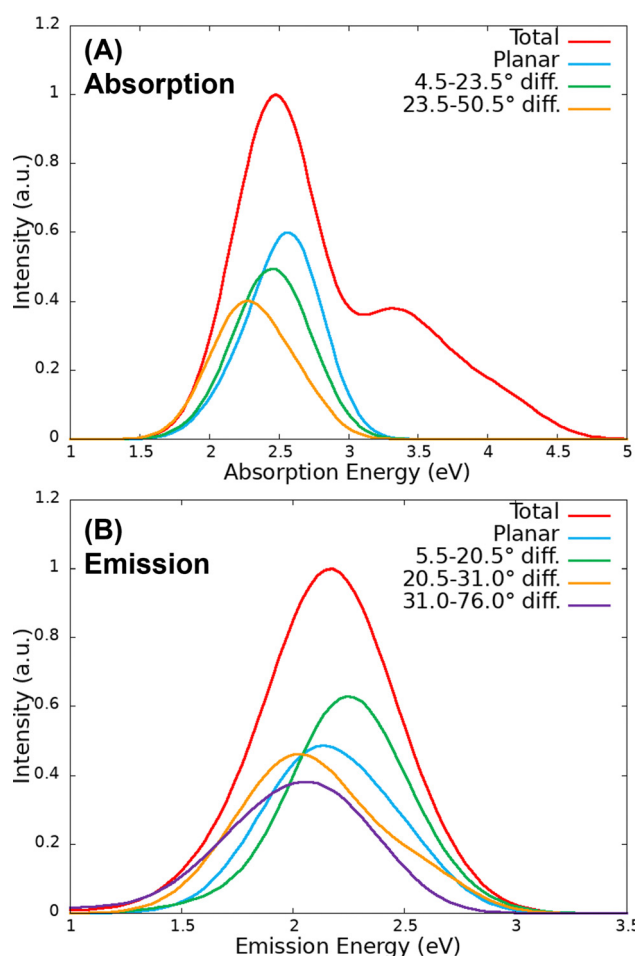 (A)
Absorption
Total
Planar
4.5-23.5° diff.
23.5-50.5° diff.
Intensity (a.u.)
1.2
1
0.8
0.6
0.4
0.2
0
1 1.5 2 2.5 3 3.5 4 4.5 5
Absorption Energy (eV)
(B)
Emission
Total
Planar
5.5-20.5° diff.
20.5-31.0° diff.
31.0-76.0° diff.
Intensity (a.u.)
1.2
1
0.8
0.6
0.4
0.2
0
1 1.5 2 2.5 3 3.5
Emission Energy (eV)